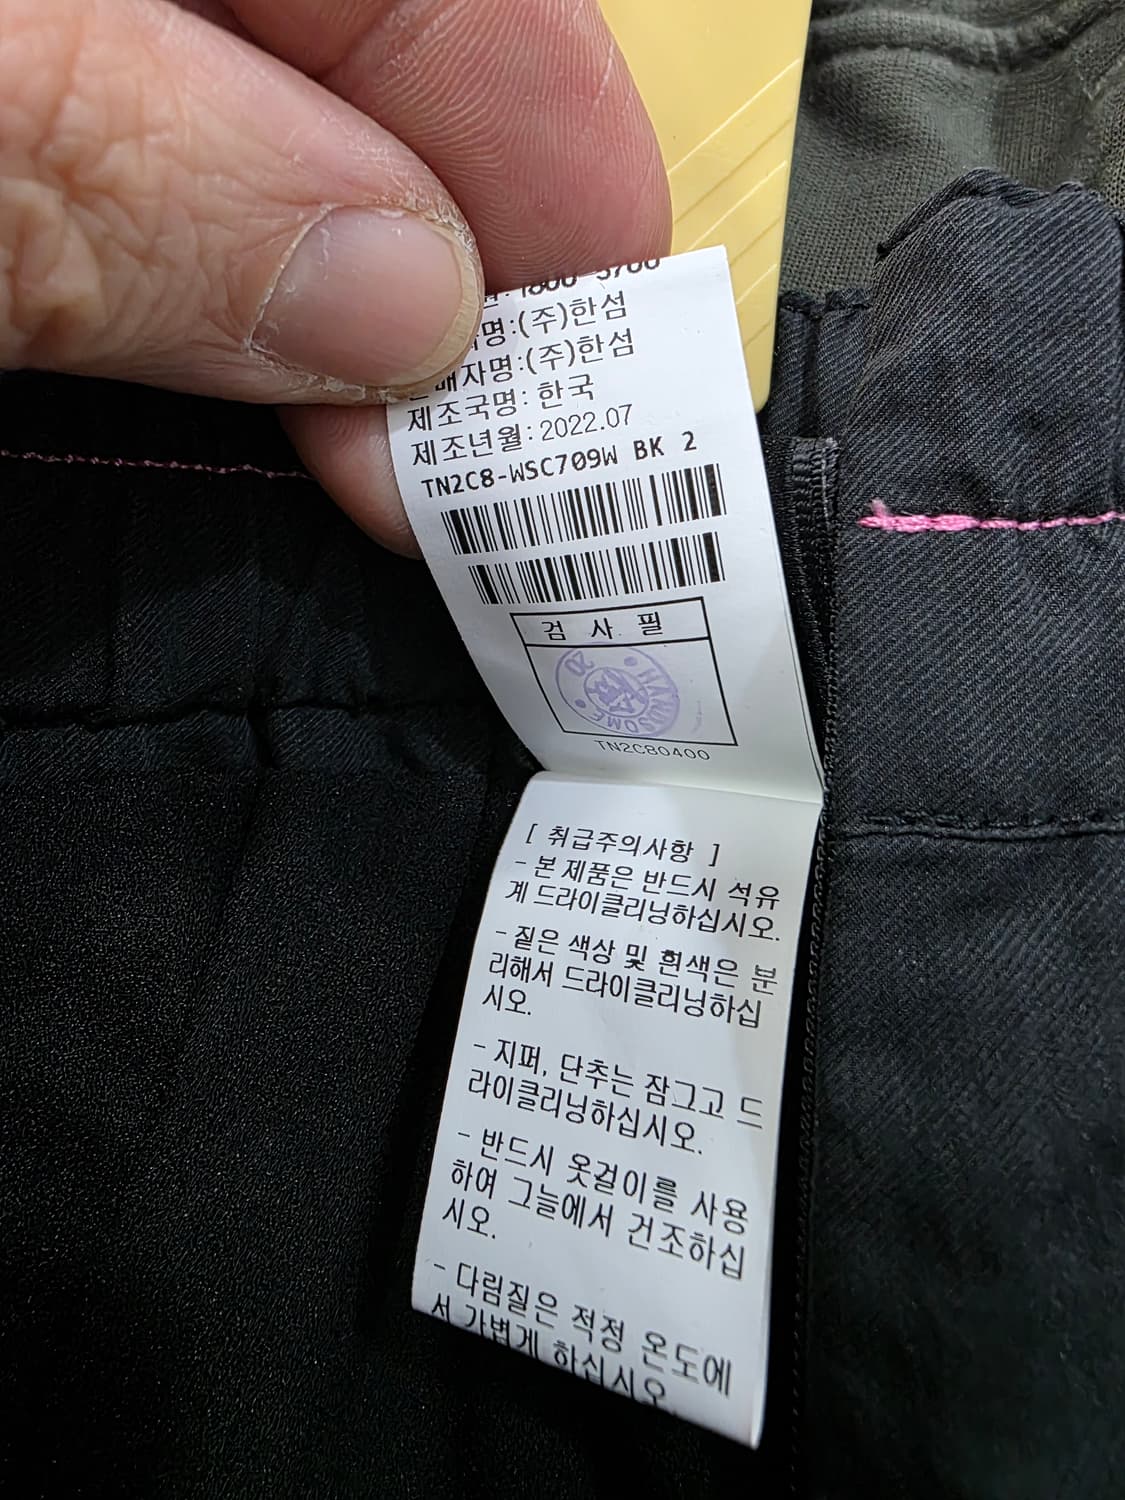 1800-5700
명:(주)한섬
매자명:(주)한섬
제조국명: 한국
제조년월: 2022.07
TN2C8-WSC709W BK 2
검 사 필
HANDSOME
20
TN2C80400
[ 취급주의사항 ]
- 본 제품은 반드시 석유
계 드라이클리닝하십시오.
- 짙은 색상 및 흰색은 분
리해서 드라이클리닝하십
시오.
- 지퍼, 단추는 잠그고 드
라이클리닝하십시오.
- 반드시 옷걸이를 사용
하여 그늘에서 건조하십
시오.
- 다림질은 적정 온도에
서 가볍게 하십시오.